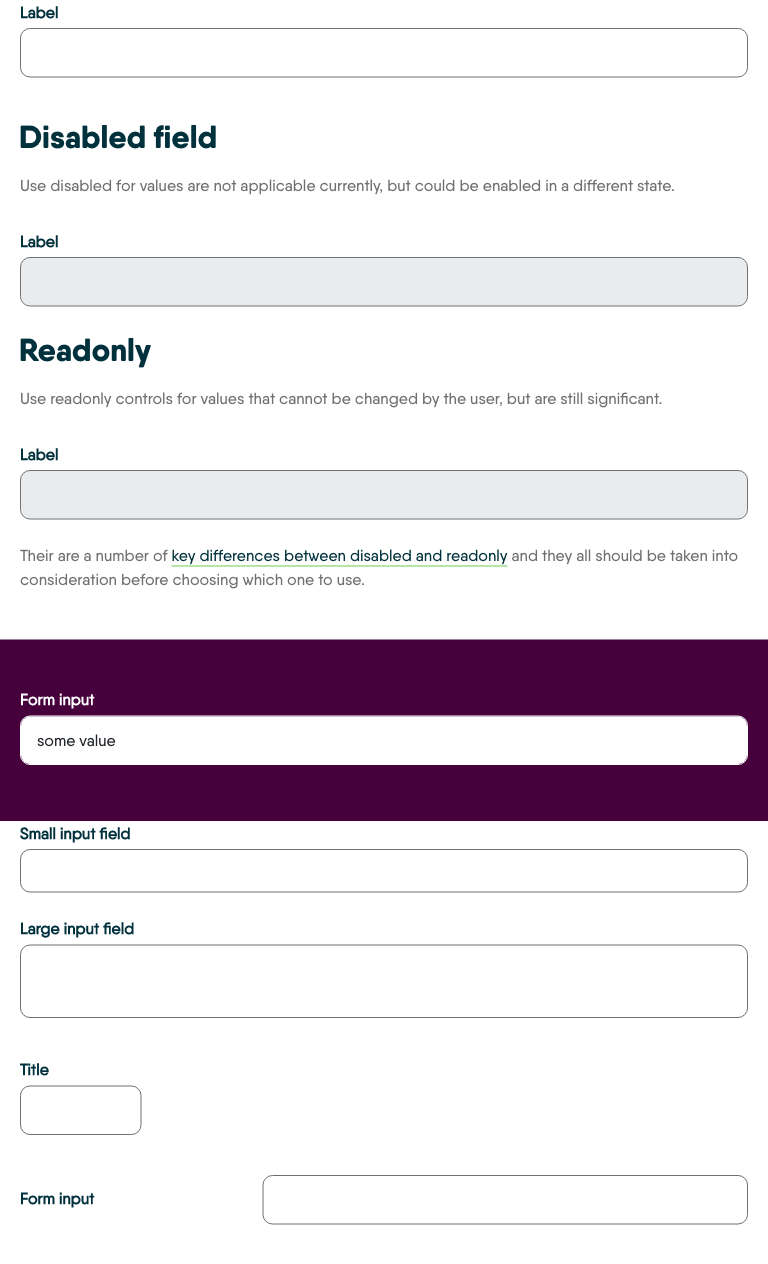 Label
Disabled field
Use disabled for values are not applicable currently, but could be enabled in a different state.
Label
Readonly
Use readonly controls for values that cannot be changed by the user, but are still significant.
Label
Their are a number of key differences between disabled and readonly and they all should be taken into
consideration before choosing which one to use.
Form input
some value
Small input field
Large input field
Title
Form input